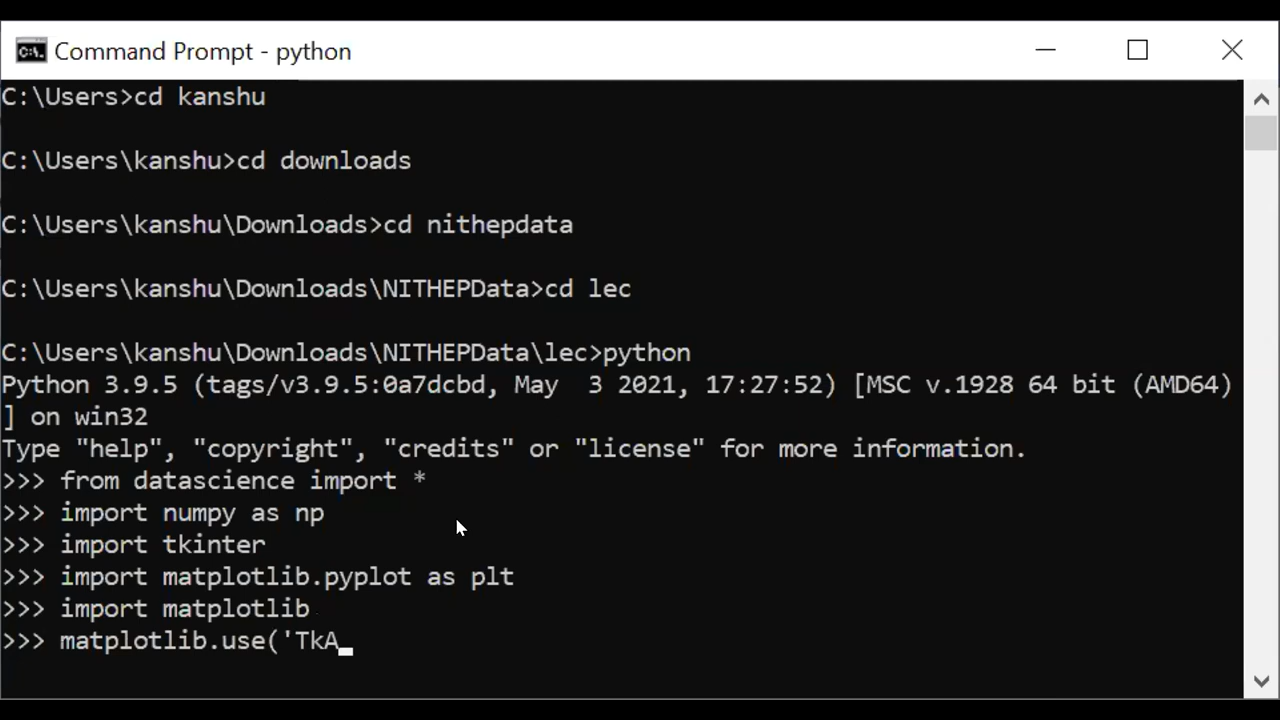 Command Prompt - python
C:\Users>cd kanshu
C:\Users\kanshu>cd downloads
C:\Users\kanshu\Downloads>cd nithepdata
C:\Users\kanshu\Downloads\NITHEPData>cd lec
C:\Users\kanshu\Downloads\NITHEPData\lec>python
Python 3.9.5 (tags/v3.9.5:0a7dcbd, May  3 2021, 17:27:52) [MSC v.1928 64 bit (AMD64)
] on win32
Type "help", "copyright", "credits" or "license" for more information.
>>> from datascience import *
>>> import numpy as np
>>> import tkinter
>>> import matplotlib.pyplot as plt
>>> import matplotlib
>>> matplotlib.use('TkA